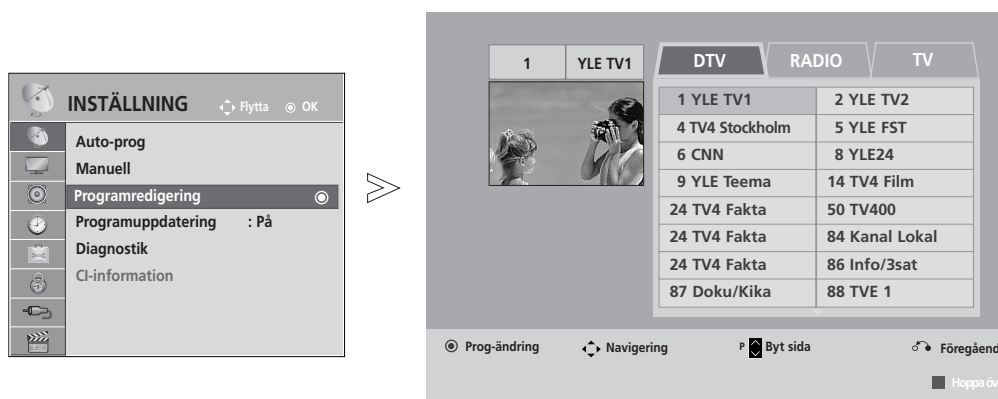 INSTÄLLNING Flytta OK
Auto-prog
Manuell
Programredigering
Programuppdatering : På
Diagnostik
CI-information
1 YLE TV1
DTV RADIO TV
1 YLE TV1 2 YLE TV2
4 TV4 Stockholm 5 YLE FST
6 CNN 8 YLE24
9 YLE Teema 14 TV4 Film
24 TV4 Fakta 50 TV400
24 TV4 Fakta 84 Kanal Lokal
24 TV4 Fakta 86 Info/3sat
87 Doku/Kika 88 TVE 1
Prog-ändring Navigering P Byt sida Föregåend
Hoppa öv